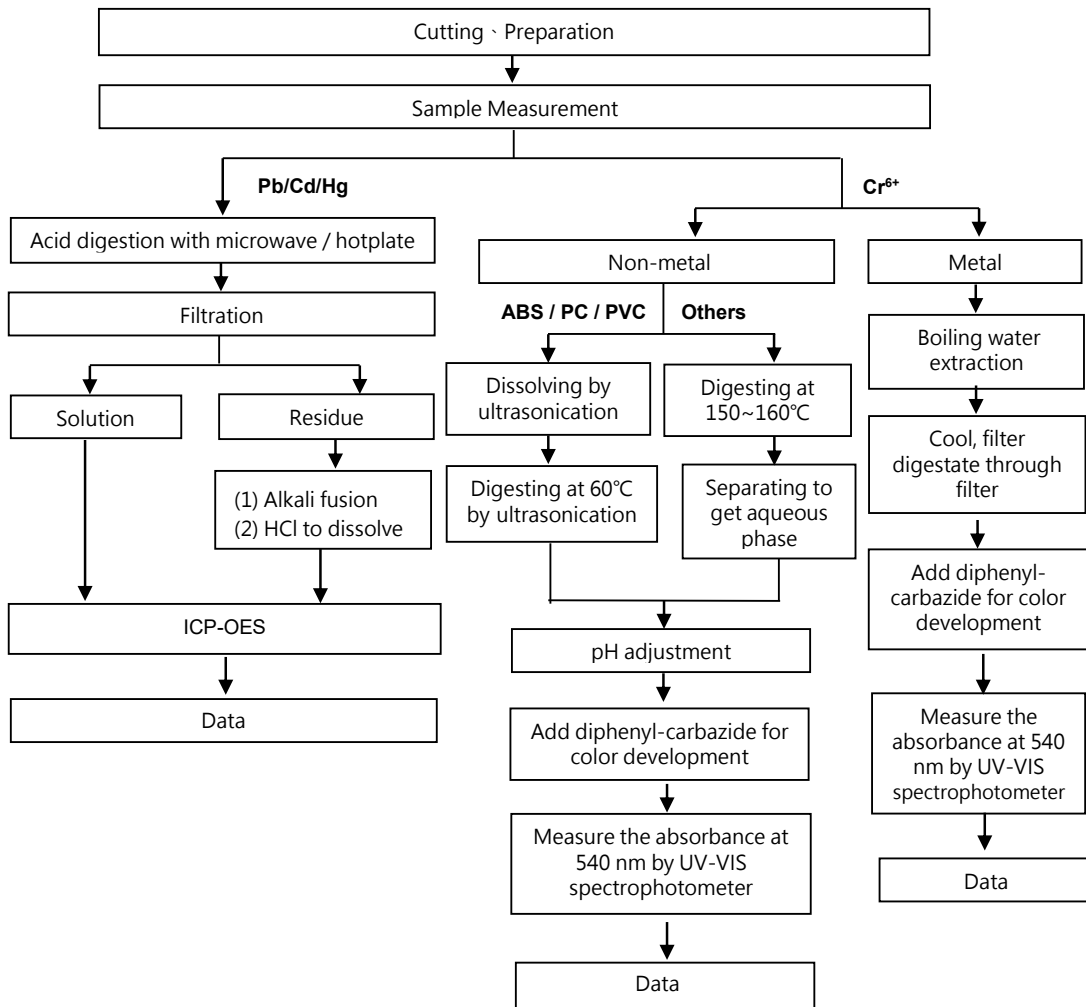 Cutting、Preparation
Sample Measurement
Pb/Cd/Hg
Cr⁶⁺
Acid digestion with microwave / hotplate
Filtration
Solution
Residue
(1) Alkali fusion
(2) HCl to dissolve
ICP-OES
Data
Non-metal
ABS / PC / PVC
Others
Dissolving by
ultrasonication
Digesting at 60℃
by ultrasonication
Digesting at
150~160℃
Separating to
get aqueous
phase
pH adjustment
Add diphenyl-carbazide for
color development
Measure the absorbance at
540 nm by UV-VIS
spectrophotometer
Data
Metal
Boiling water
extraction
Cool, filter
digestate through
filter
Add diphenyl-
carbazide for color
development
Measure the
absorbance at 540
nm by UV-VIS
spectrophotometer
Data